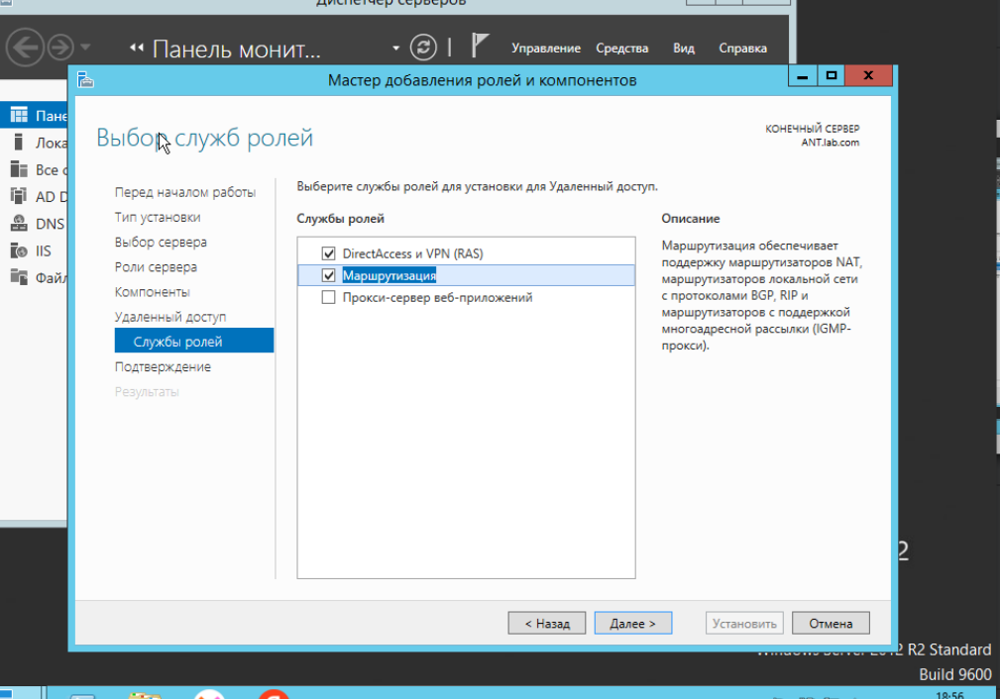 Диспетчер серверов
Панель монит...
Управление Средства Вид Справка
Мастер добавления ролей и компонентов
Выбор служб ролей
КОНЕЧНЫЙ СЕРВЕР
ANT.lab.com
Перед началом работы
Тип установки
Выбор сервера
Роли сервера
Компоненты
Удаленный доступ
Службы ролей
Подтверждение
Результаты
Выберите службы ролей для установки для Удаленный доступ.
Службы ролей
DirectAccess и VPN (RAS)
Маршрутизация
Прокси-сервер веб-приложений
Описание
Маршрутизация обеспечивает
поддержку маршрутизаторов NAT,
маршрутизаторов локальной сети
с протоколами BGP, RIP и
маршрутизаторов с поддержкой
многоадресной рассылки (IGMP-
прокси).
Пане
Лока
Все с
AD D
DNS
IIS
Файл
< Назад Далее > Установить Отмена
2
Windows Server 2012 R2 Standard
Build 9600
18:56